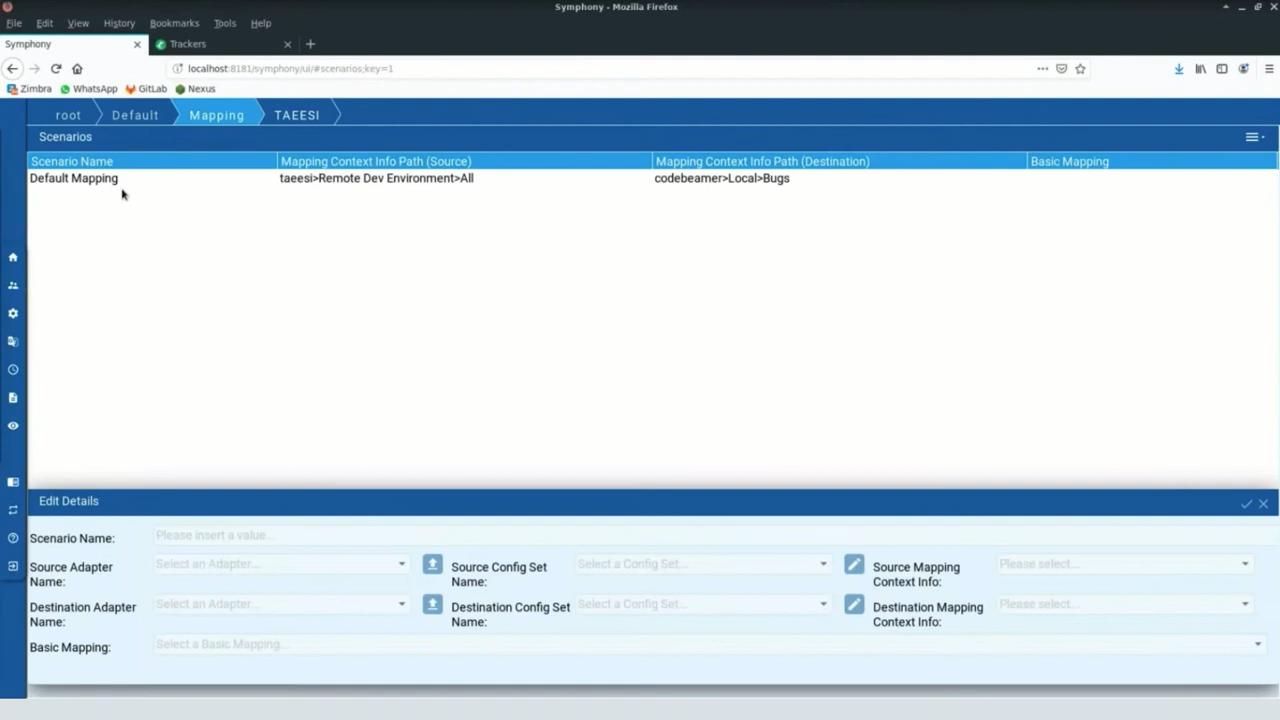 Symphony - Mozilla Firefox
File Edit View History Bookmarks Tools Help
Symphony Trackers
localhost:8181/symphony/ui/#scenarios;key=1
Zimbra WhatsApp GitLab Nexus
root Default Mapping TAEESI
Scenarios
Scenario Name Mapping Context Info Path (Source) Mapping Context Info Path (Destination) Basic Mapping
Default Mapping taeesi>Remote Dev Environment>All codebeamer>Local>Bugs
Edit Details
Scenario Name: Please insert a value...
Source Adapter Name: Select an Adapter... Source Config Set Name: Select a Config Set... Source Mapping Context Info: Please select...
Destination Adapter Name: Select an Adapter... Destination Config Set Name: Select a Config Set... Destination Mapping Context Info: Please select...
Basic Mapping: Select a Basic Mapping...